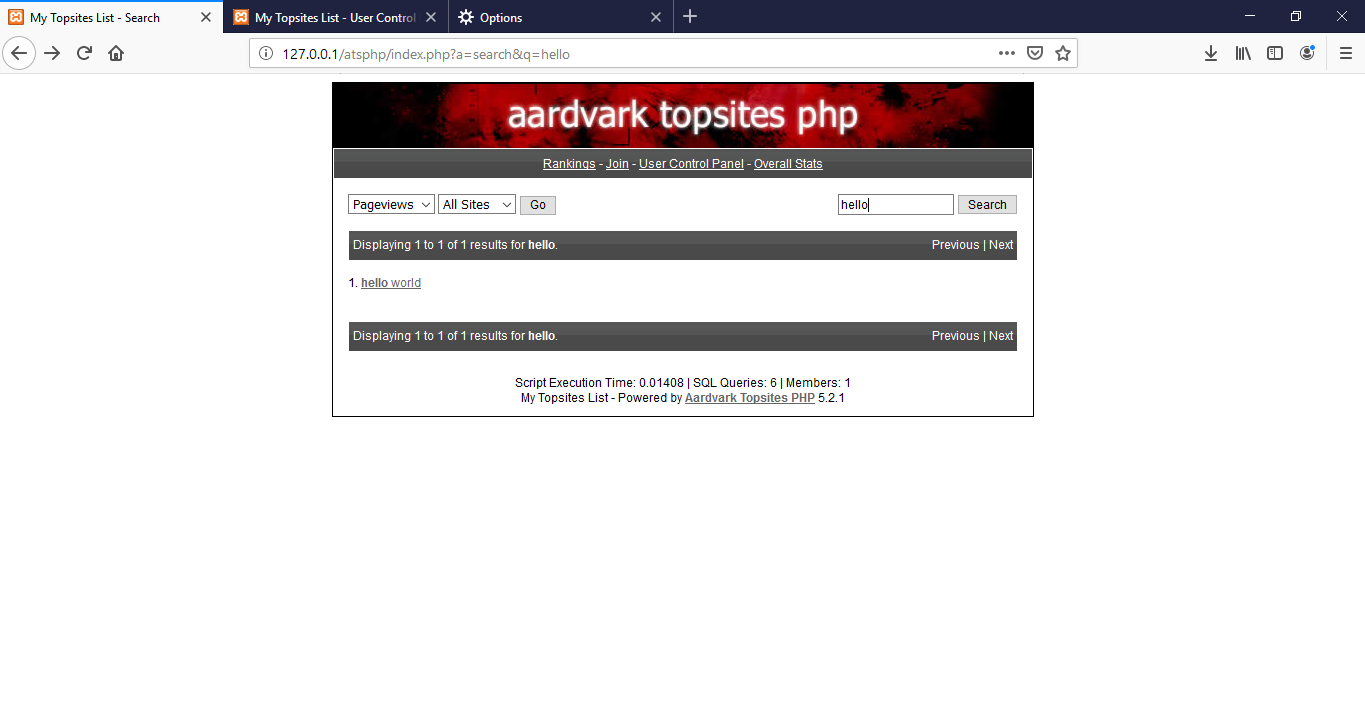 My Topsites List - Search
My Topsites List - User Control
Options
127.0.0.1/atsphp/index.php?a=search&q=hello
aardvark topsites php
Rankings - Join - User Control Panel - Overall Stats
Pageviews All Sites Go hello Search
Displaying 1 to 1 of 1 results for hello. Previous | Next
1. hello world
Displaying 1 to 1 of 1 results for hello. Previous | Next
Script Execution Time: 0.01408 | SQL Queries: 6 | Members: 1
My Topsites List - Powered by Aardvark Topsites PHP 5.2.1